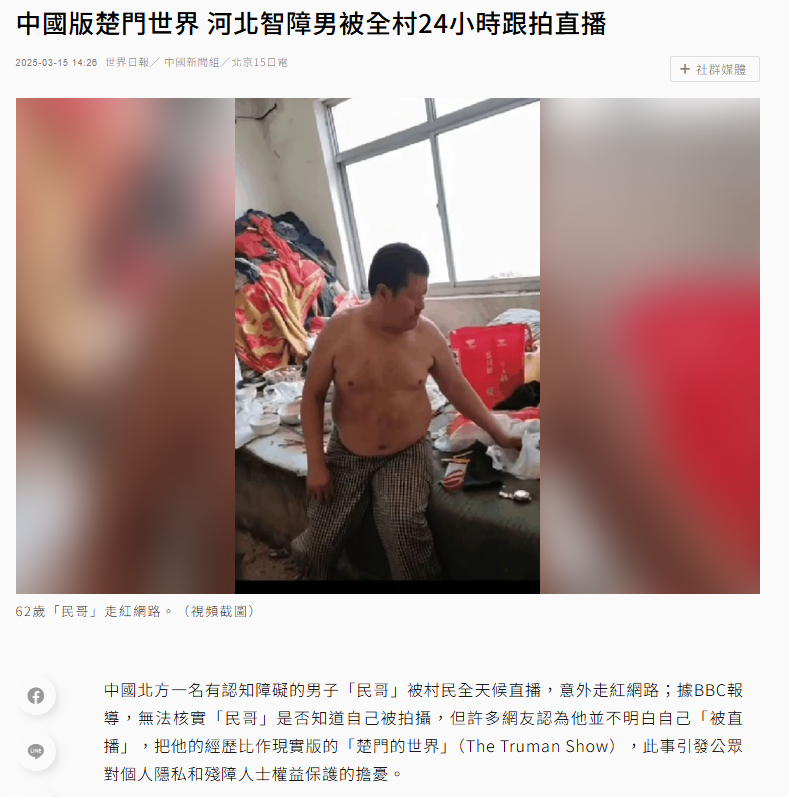 中國版楚門世界 河北智障男被全村24小時跟拍直播
2025-03-15 14:26 世界日報／ 中國新聞組／北京15日電
+ 社群媒體
62歲「民哥」走紅網路。（視頻截圖）
中國北方一名有認知障礙的男子「民哥」被村民全天候直播，意外走紅網路；據BBC報
導，無法核實「民哥」是否知道自己被拍攝，但許多網友認為他並不明白自己「被直
播」，把他的經歷比作現實版的「楚門的世界」（The Truman Show），此事引發公眾
對個人隱私和殘障人士權益保護的擔憂。
LINE